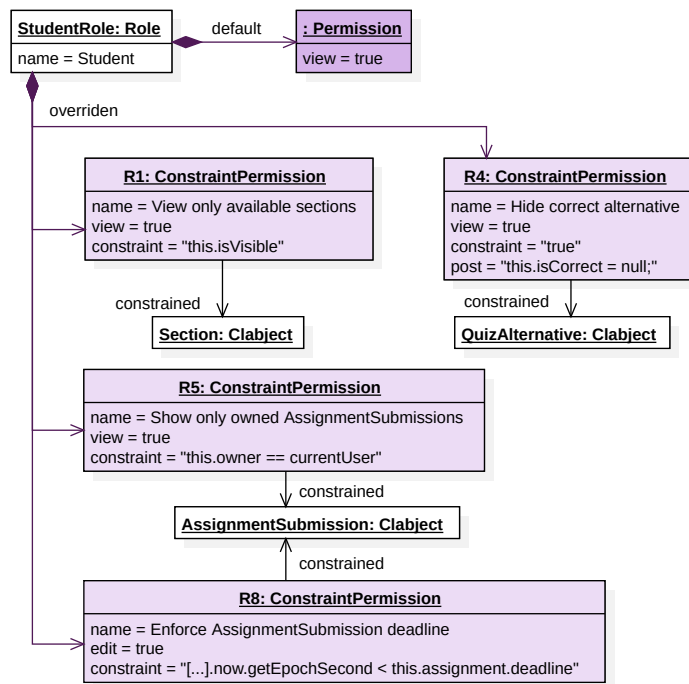 StudentRole: Role
name = Student
default
: Permission
view = true
overriden
R1: ConstraintPermission
name = View only available sections
view = true
constraint = "this.isVisible"
R4: ConstraintPermission
name = Hide correct alternative
view = true
constraint = "true"
post = "this.isCorrect = null;"
constrained
Section: Clabject
constrained
QuizAlternative: Clabject
R5: ConstraintPermission
name = Show only owned AssignmentSubmissions
view = true
constraint = "this.owner == currentUser"
constrained
AssignmentSubmission: Clabject
constrained
R8: ConstraintPermission
name = Enforce AssignmentSubmission deadline
edit = true
constraint = "[...].now.getEpochSecond < this.assignment.deadline"